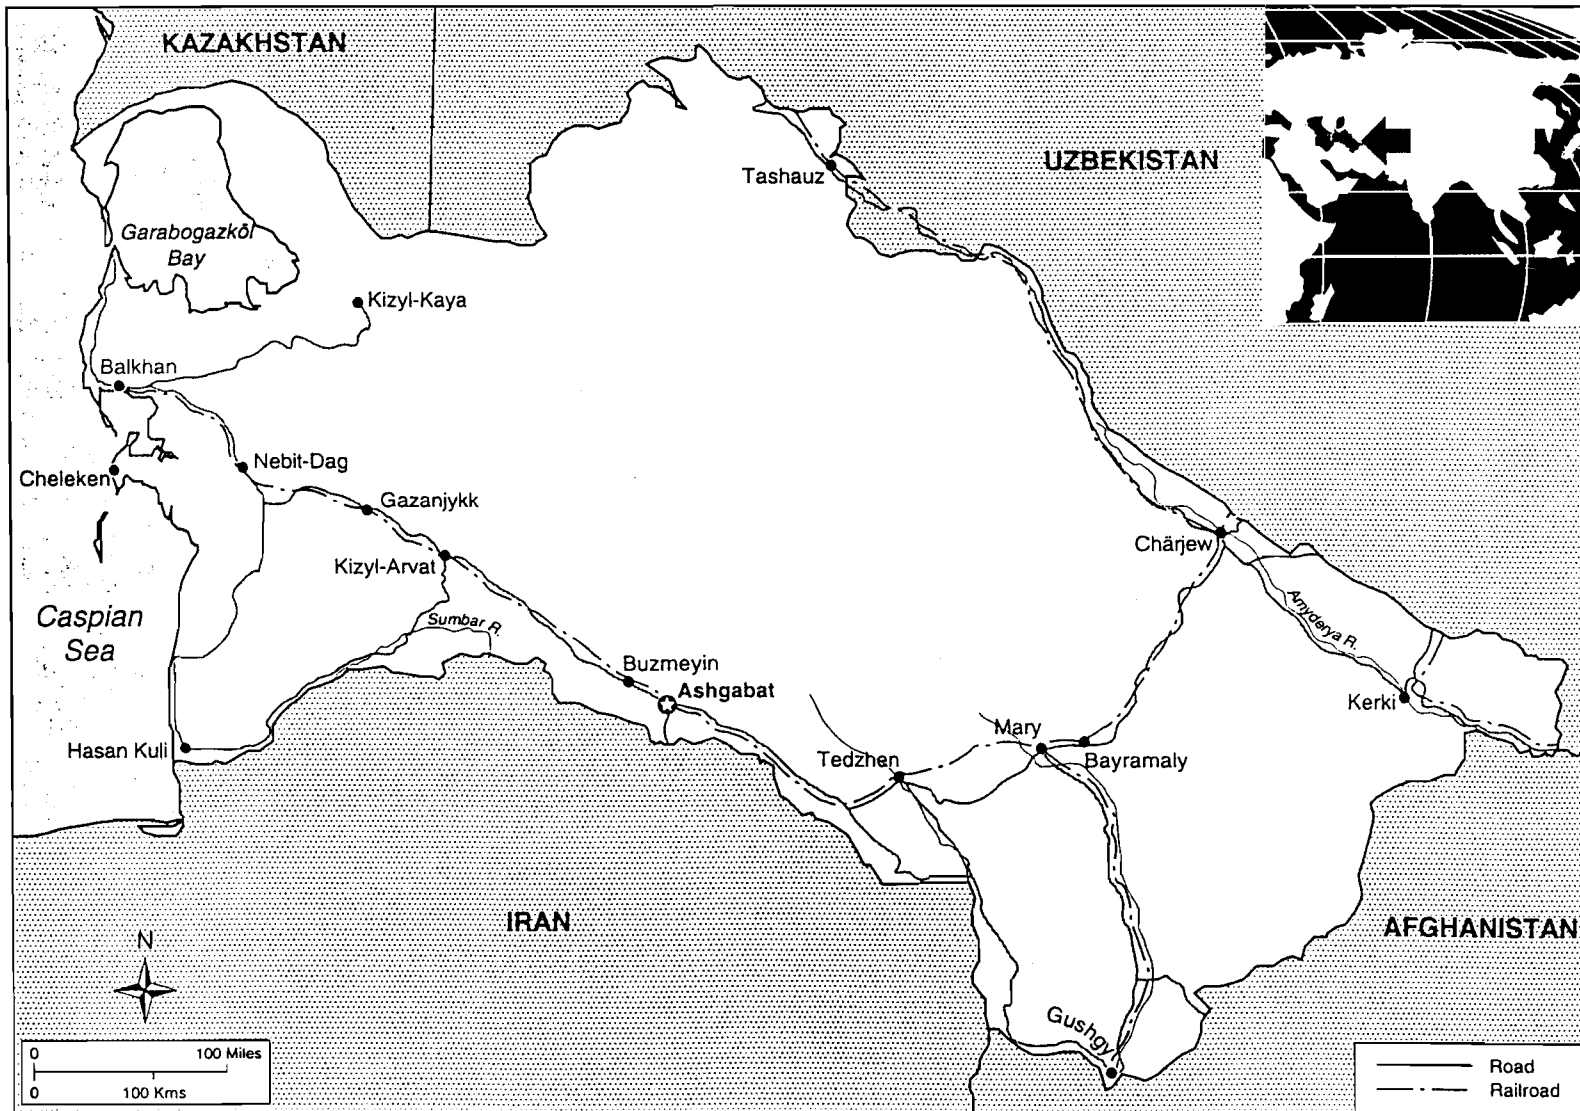 KAZAKHSTAN
UZBEKISTAN
Tashauz
Garabogazköl
Bay
Kizyl-Kaya
Balkhan
Nebit-Dag
Cheleken
Gazanjykk
Chärjew
Kizyl-Arvat
Amyderya R.
Caspian
Sea
Sumbar R.
Buzmeyin
Ashgabat
Kerki
Mary
Hasan Kuli
Tedzhen
Bayramaly
IRAN
AFGHANISTAN
N
Gushgy
0 100 Miles
0 100 Kms
Road
Railroad